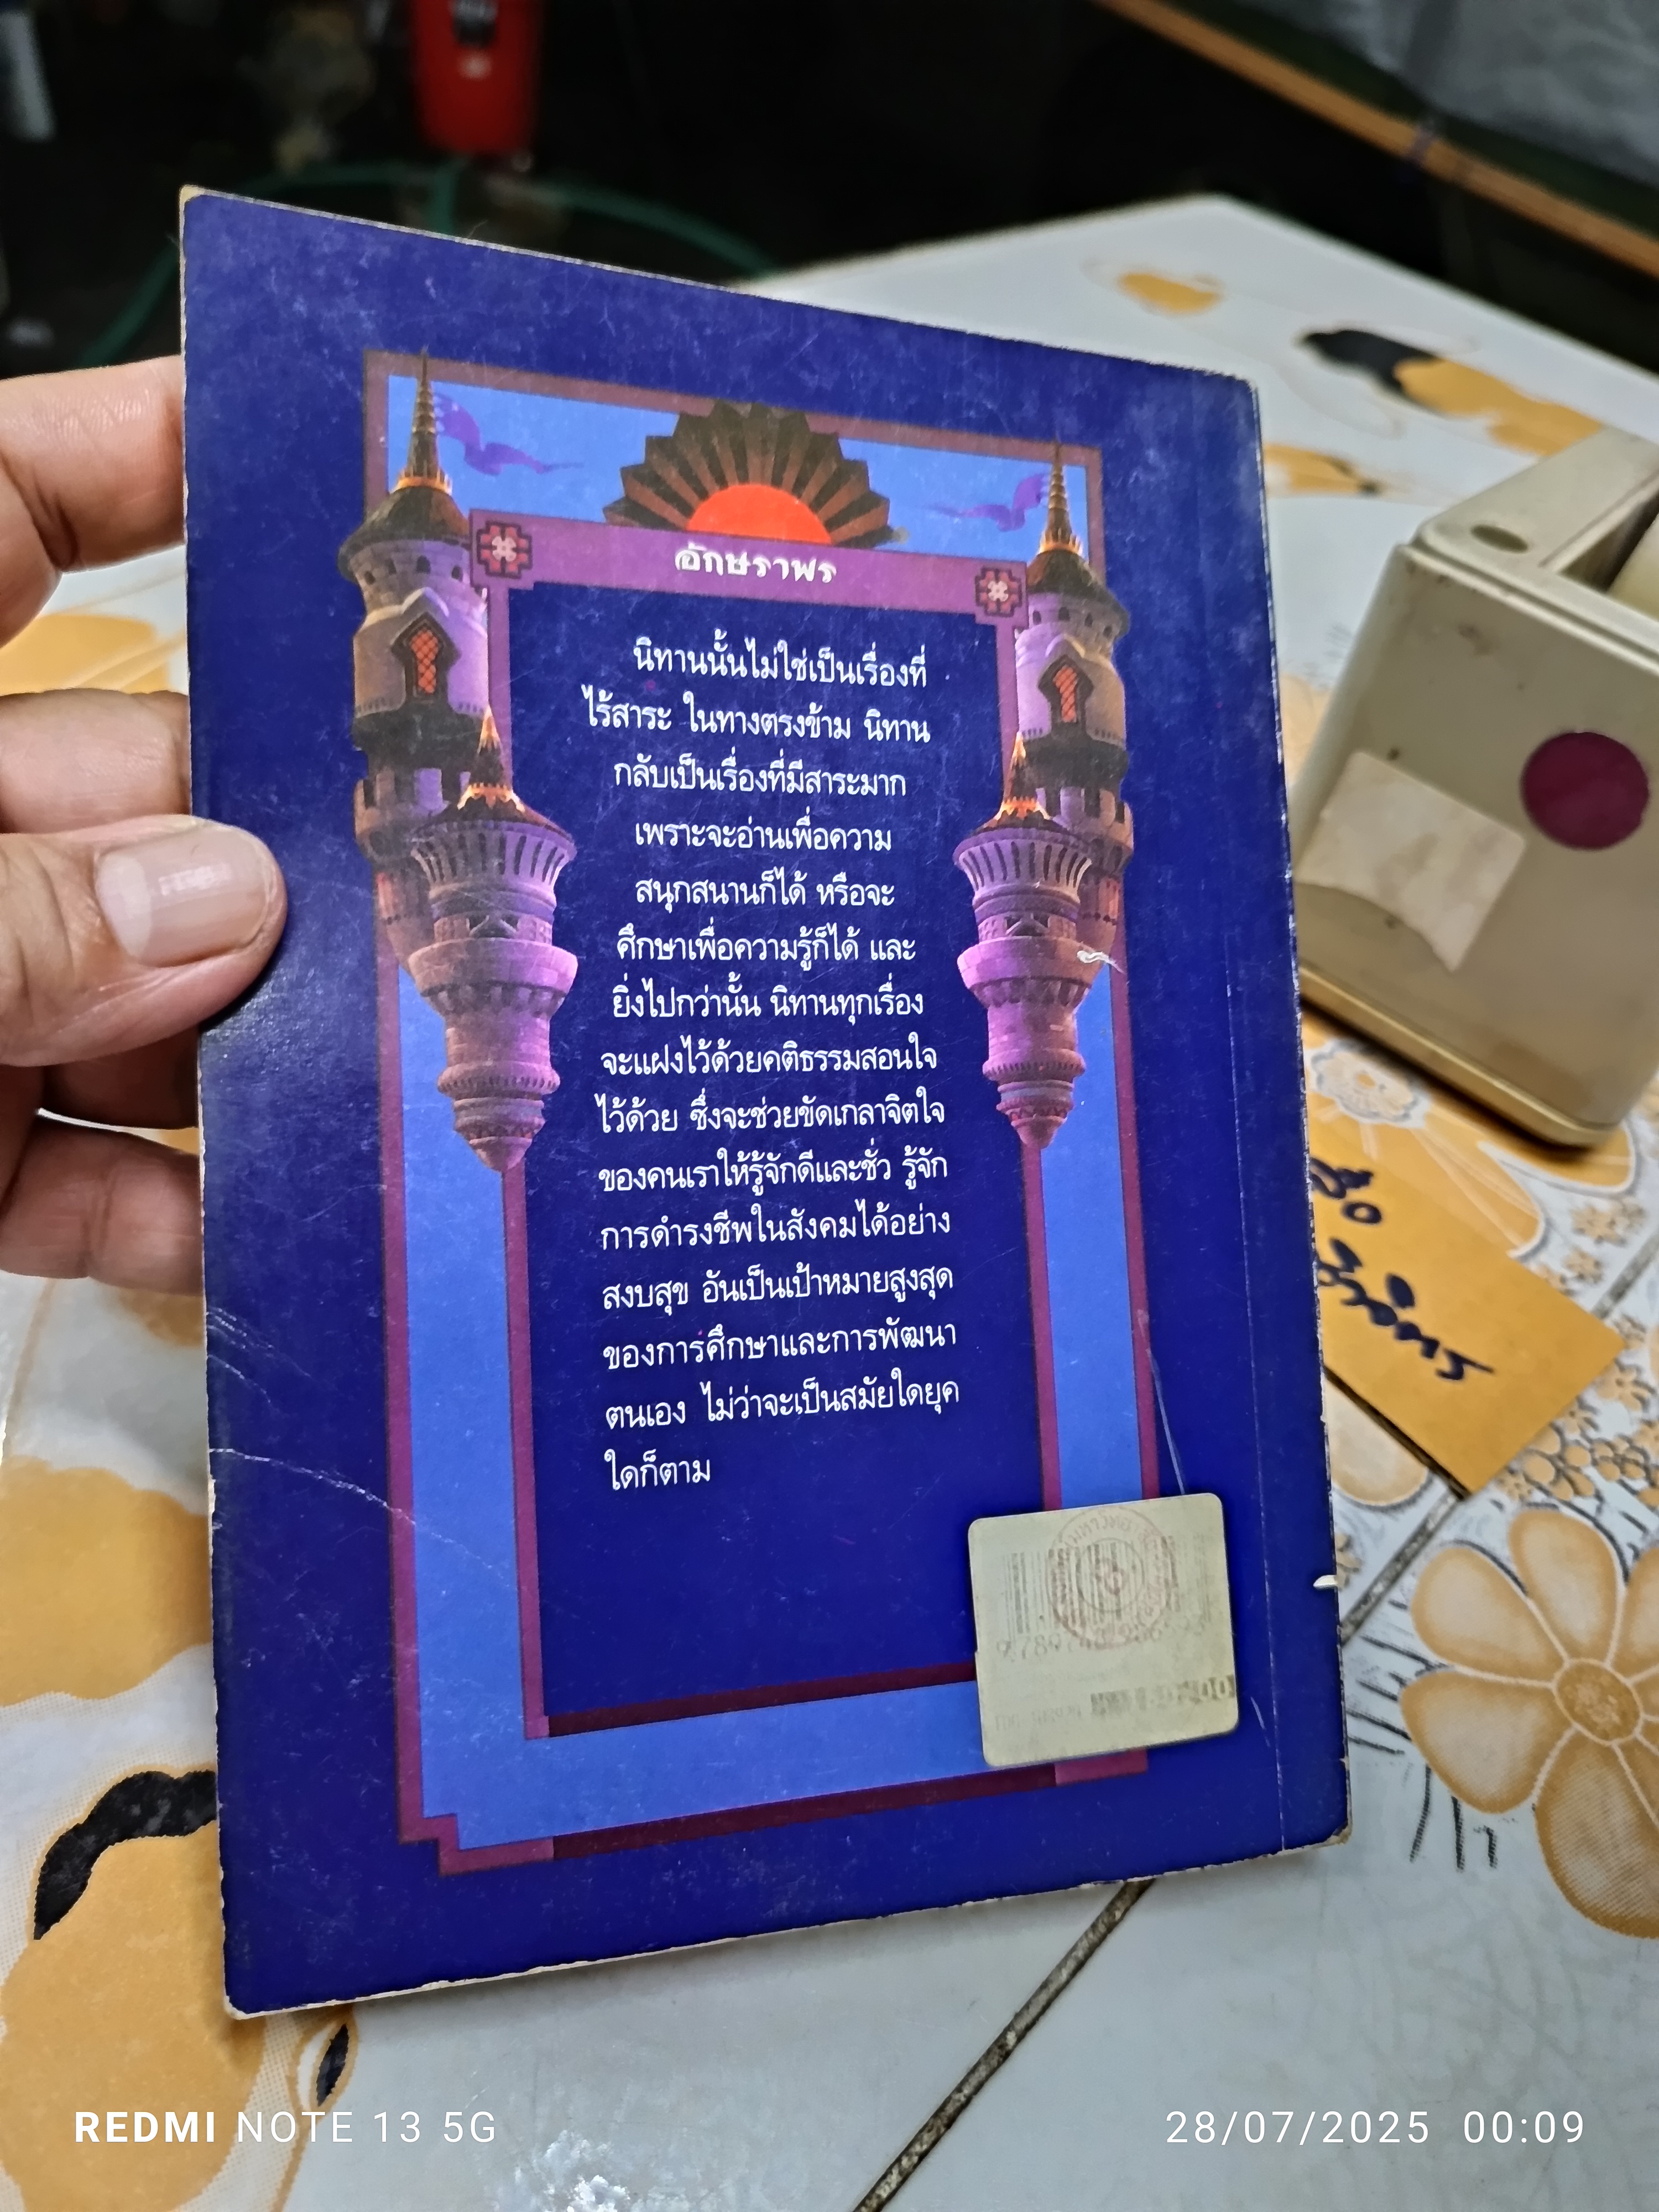 อักษราพร
นิทานนั้นไม่ใช่เป็นเรื่องที่
ไร้สาระ ในทางตรงข้าม นิทาน
กลับเป็นเรื่องที่มีสาระมาก
เพราะจะอ่านเพื่อความ
สนุกสนานก็ได้ หรือจะ
ศึกษาเพื่อความรู้ก็ได้ และ
ยิ่งไปกว่านั้น นิทานทุกเรื่อง
จะแฝงไว้ด้วยคติธรรมสอนใจ
ไว้ด้วย ซึ่งจะช่วยขัดเกลาจิตใจ
ของคนเราให้รู้จักดีและชั่ว รู้จัก
การดำรงชีพในสังคมได้อย่าง
สงบสุข อันเป็นเป้าหมายสูงสุด
ของการศึกษาและการพัฒนา
ตนเอง ไม่ว่าจะเป็นสมัยใดยุค
ใดก็ตาม
REDMI NOTE 13 5G
28/07/2025 00:09